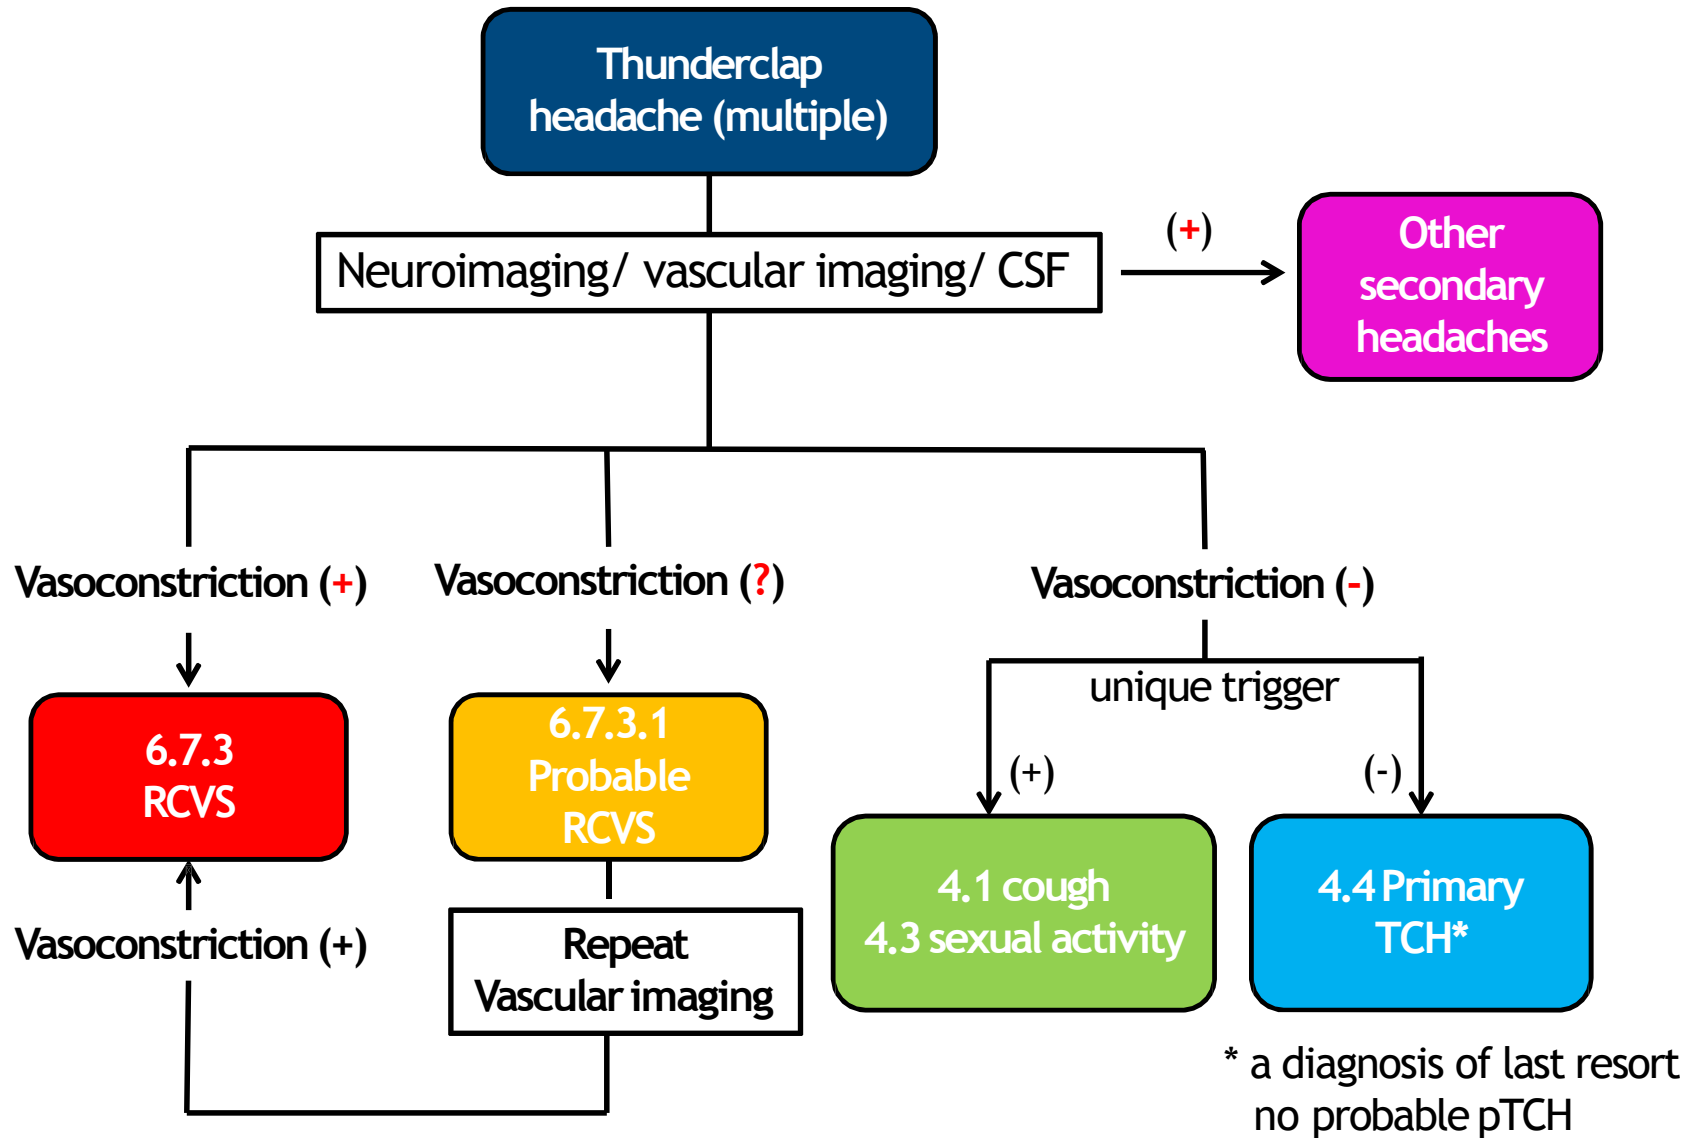 Thunderclap
headache (multiple)
Neuroimaging/ vascular imaging/ CSF
(+)
Other
secondary
headaches
Vasoconstriction (+)
Vasoconstriction (?)
Vasoconstriction (-)
unique trigger
6.7.3
RCVS
6.7.3.1
Probable
RCVS
(+)
(-)
4.1 cough
4.3 sexual activity
4.4 Primary
TCH*
Vasoconstriction (+)
Repeat
Vascular imaging
* a diagnosis of last resort
no probable pTCH